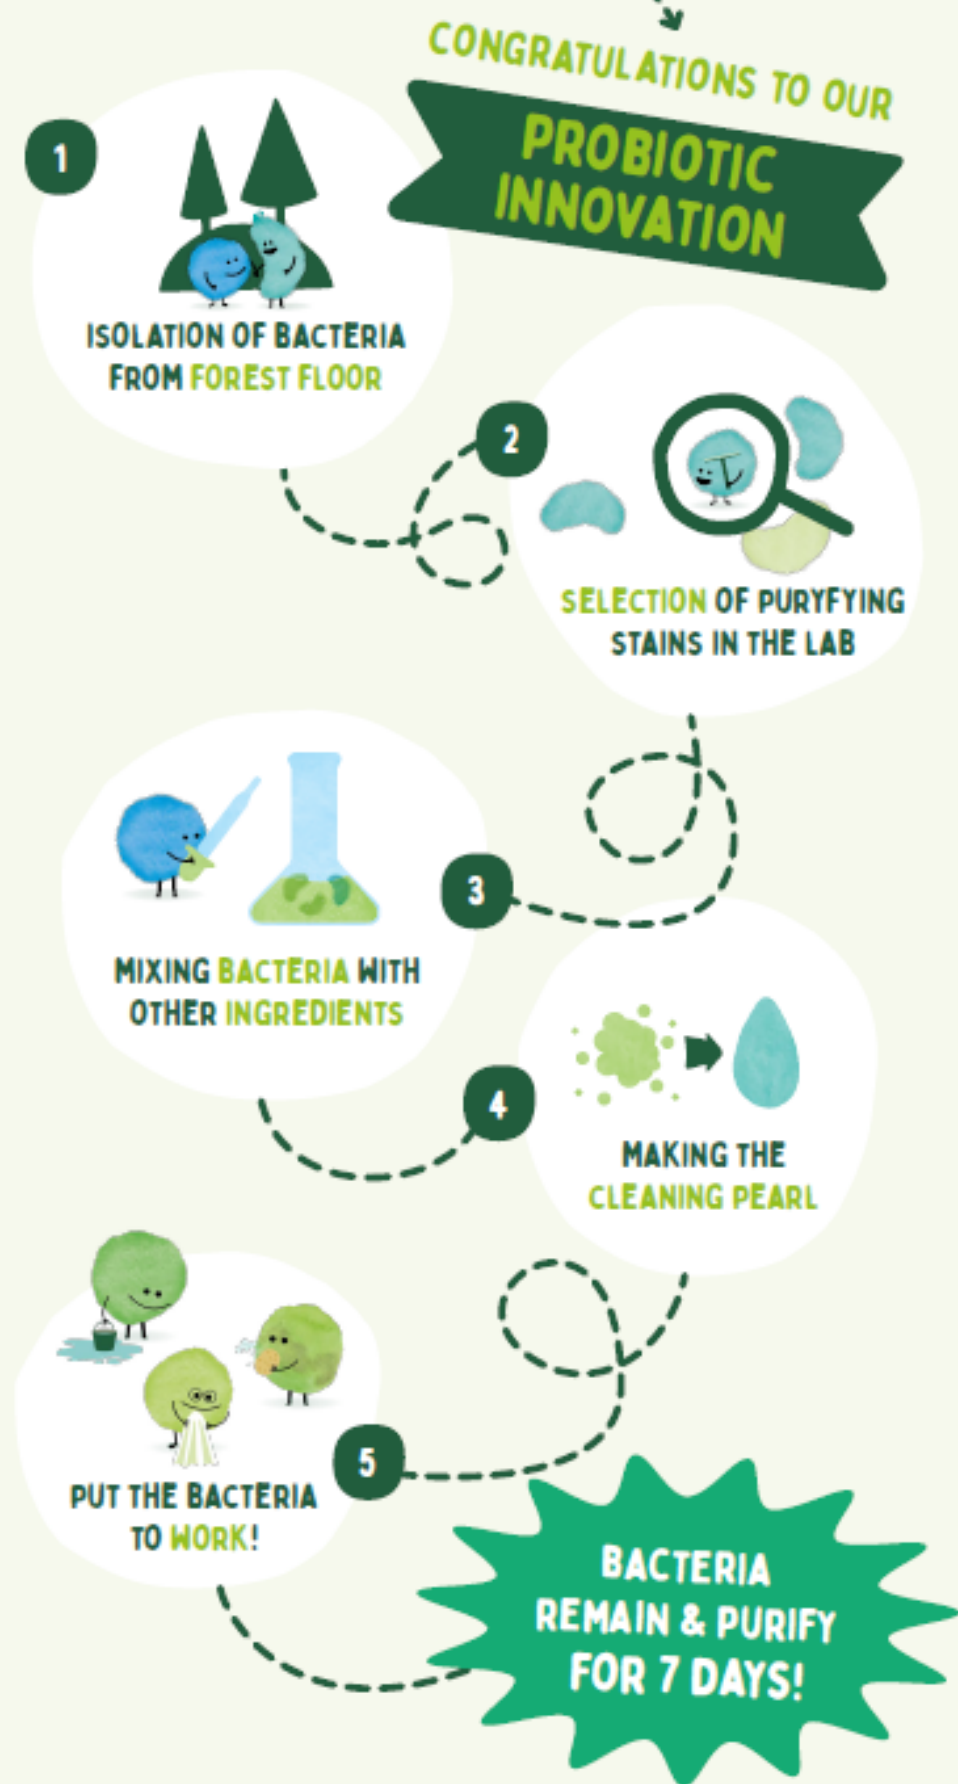 CONGRATULATIONS TO OUR
PROBIOTIC
INNOVATION
1
ISOLATION OF BACTERIA
FROM FOREST FLOOR
2
SELECTION OF PURYFYING
STAINS IN THE LAB
3
MIXING BACTERIA WITH
OTHER INGREDIENTS
4
MAKING THE
CLEANING PEARL
5
PUT THE BACTERIA
TO WORK!
BACTERIA
REMAIN & PURIFY
FOR 7 DAYS!